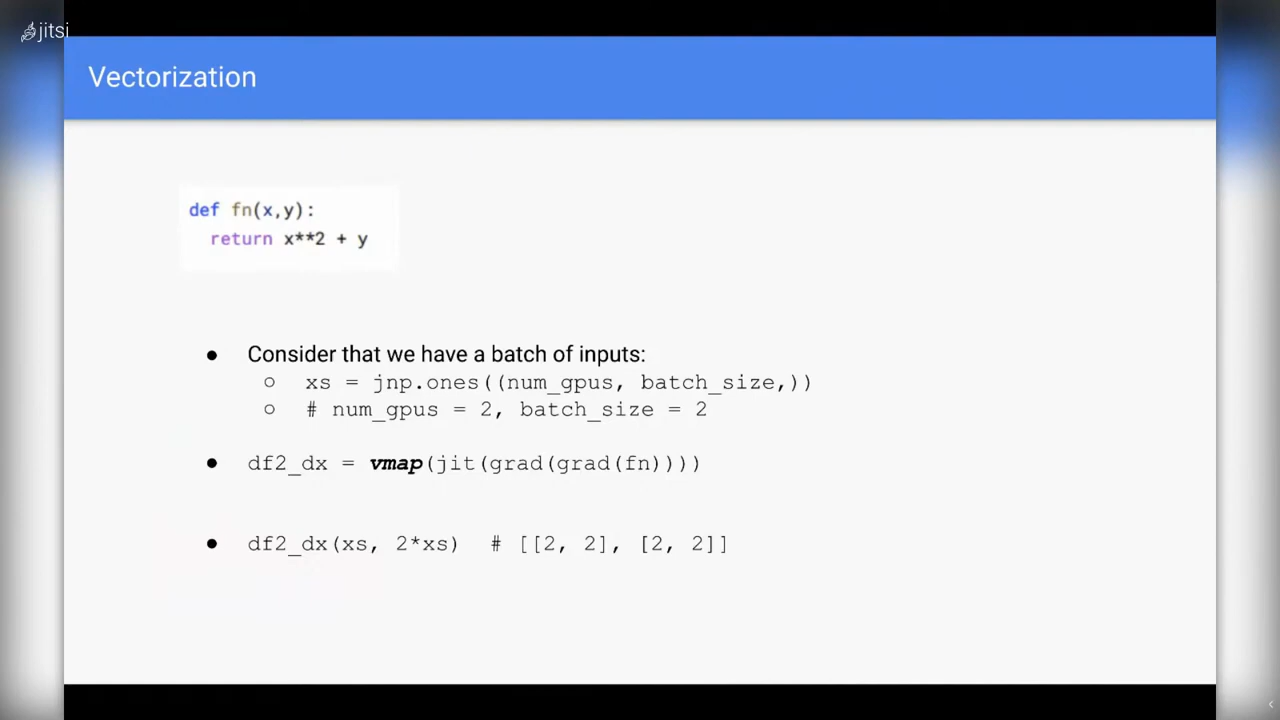 jitsi
Vectorization
def fn(x,y):
return x**2 + y
● Consider that we have a batch of inputs:
○ xs = jnp.ones((num_gpus, batch_size,))
○ # num_gpus = 2, batch_size = 2
● df2_dx = vmap(jit(grad(grad(fn))))
● df2_dx(xs, 2*xs) # [[2, 2], [2, 2]]